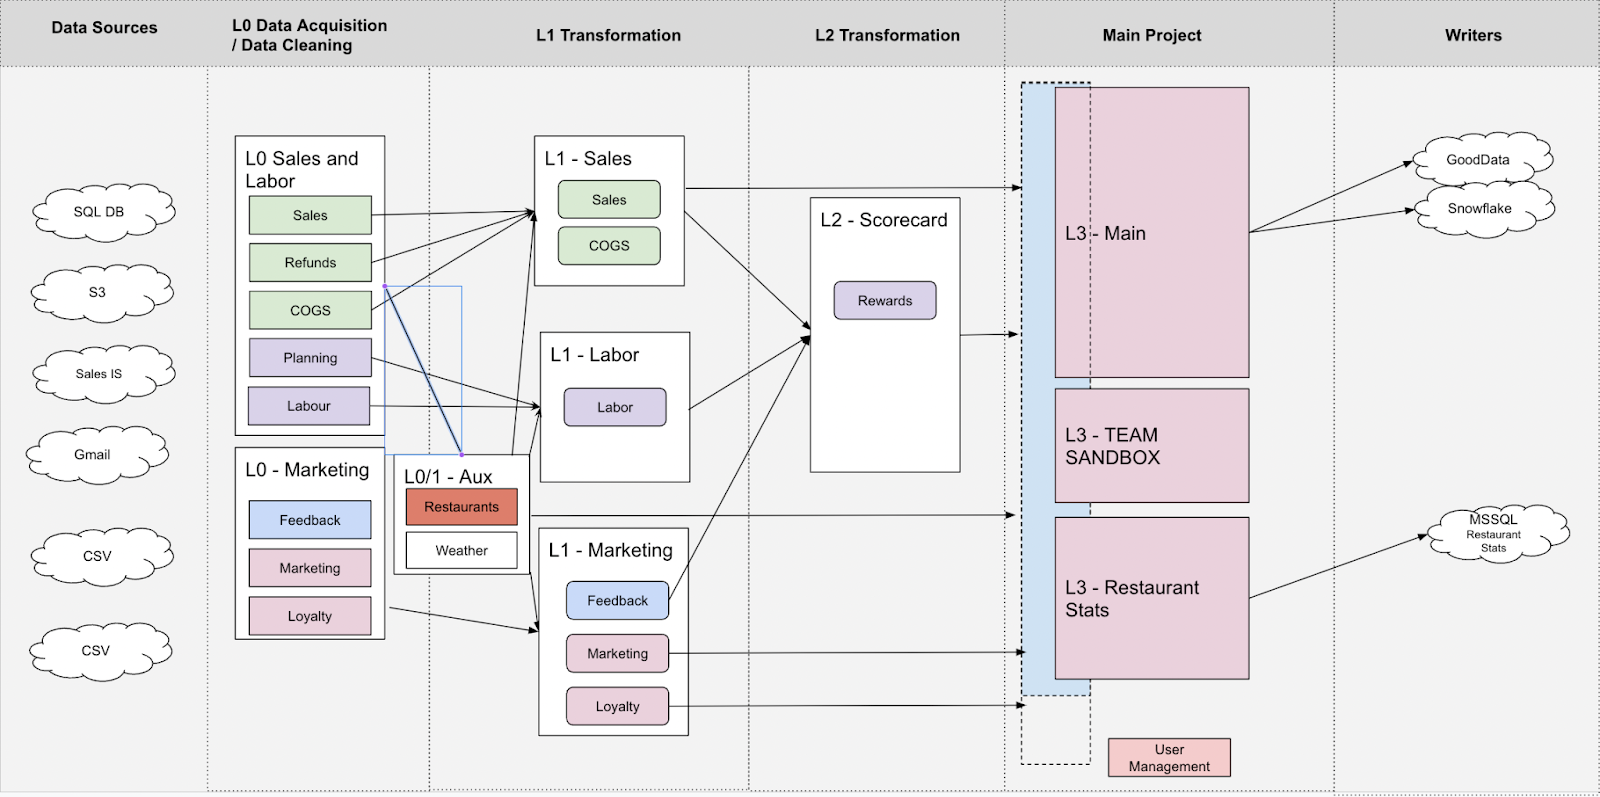 Data Sources
L0 Data Acquisition
/ Data Cleaning
L1 Transformation
L2 Transformation
Main Project
Writers
SQL DB
S3
Sales IS
Gmail
CSV
CSV
L0 Sales and
Labor
Sales
Refunds
COGS
Planning
Labour
L0 - Marketing
Feedback
Marketing
Loyalty
L0/1 - Aux
Restaurants
Weather
L1 - Sales
Sales
COGS
L1 - Labor
Labor
L1 - Marketing
Feedback
Marketing
Loyalty
L2 - Scorecard
Rewards
L3 - Main
L3 - TEAM
SANDBOX
L3 - Restaurant
Stats
User
Management
GoodData
Snowflake
MSSQL
Restaurant
Stats